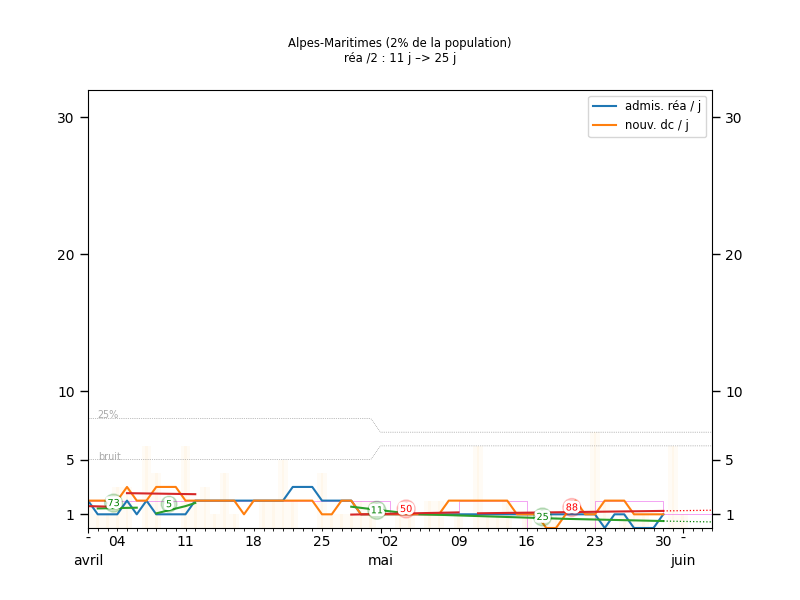 Alpes-Maritimes (2% de la population)
réa /2 : 11 j –> 25 j
admis. réa / j
nouv. dc / j
30
30
20
20
10
10
25%
5
bruit
5
1
73
5
11
50
25
88
1
- 04 11 18 25 -02 09 16 23 30 -
avril mai juin